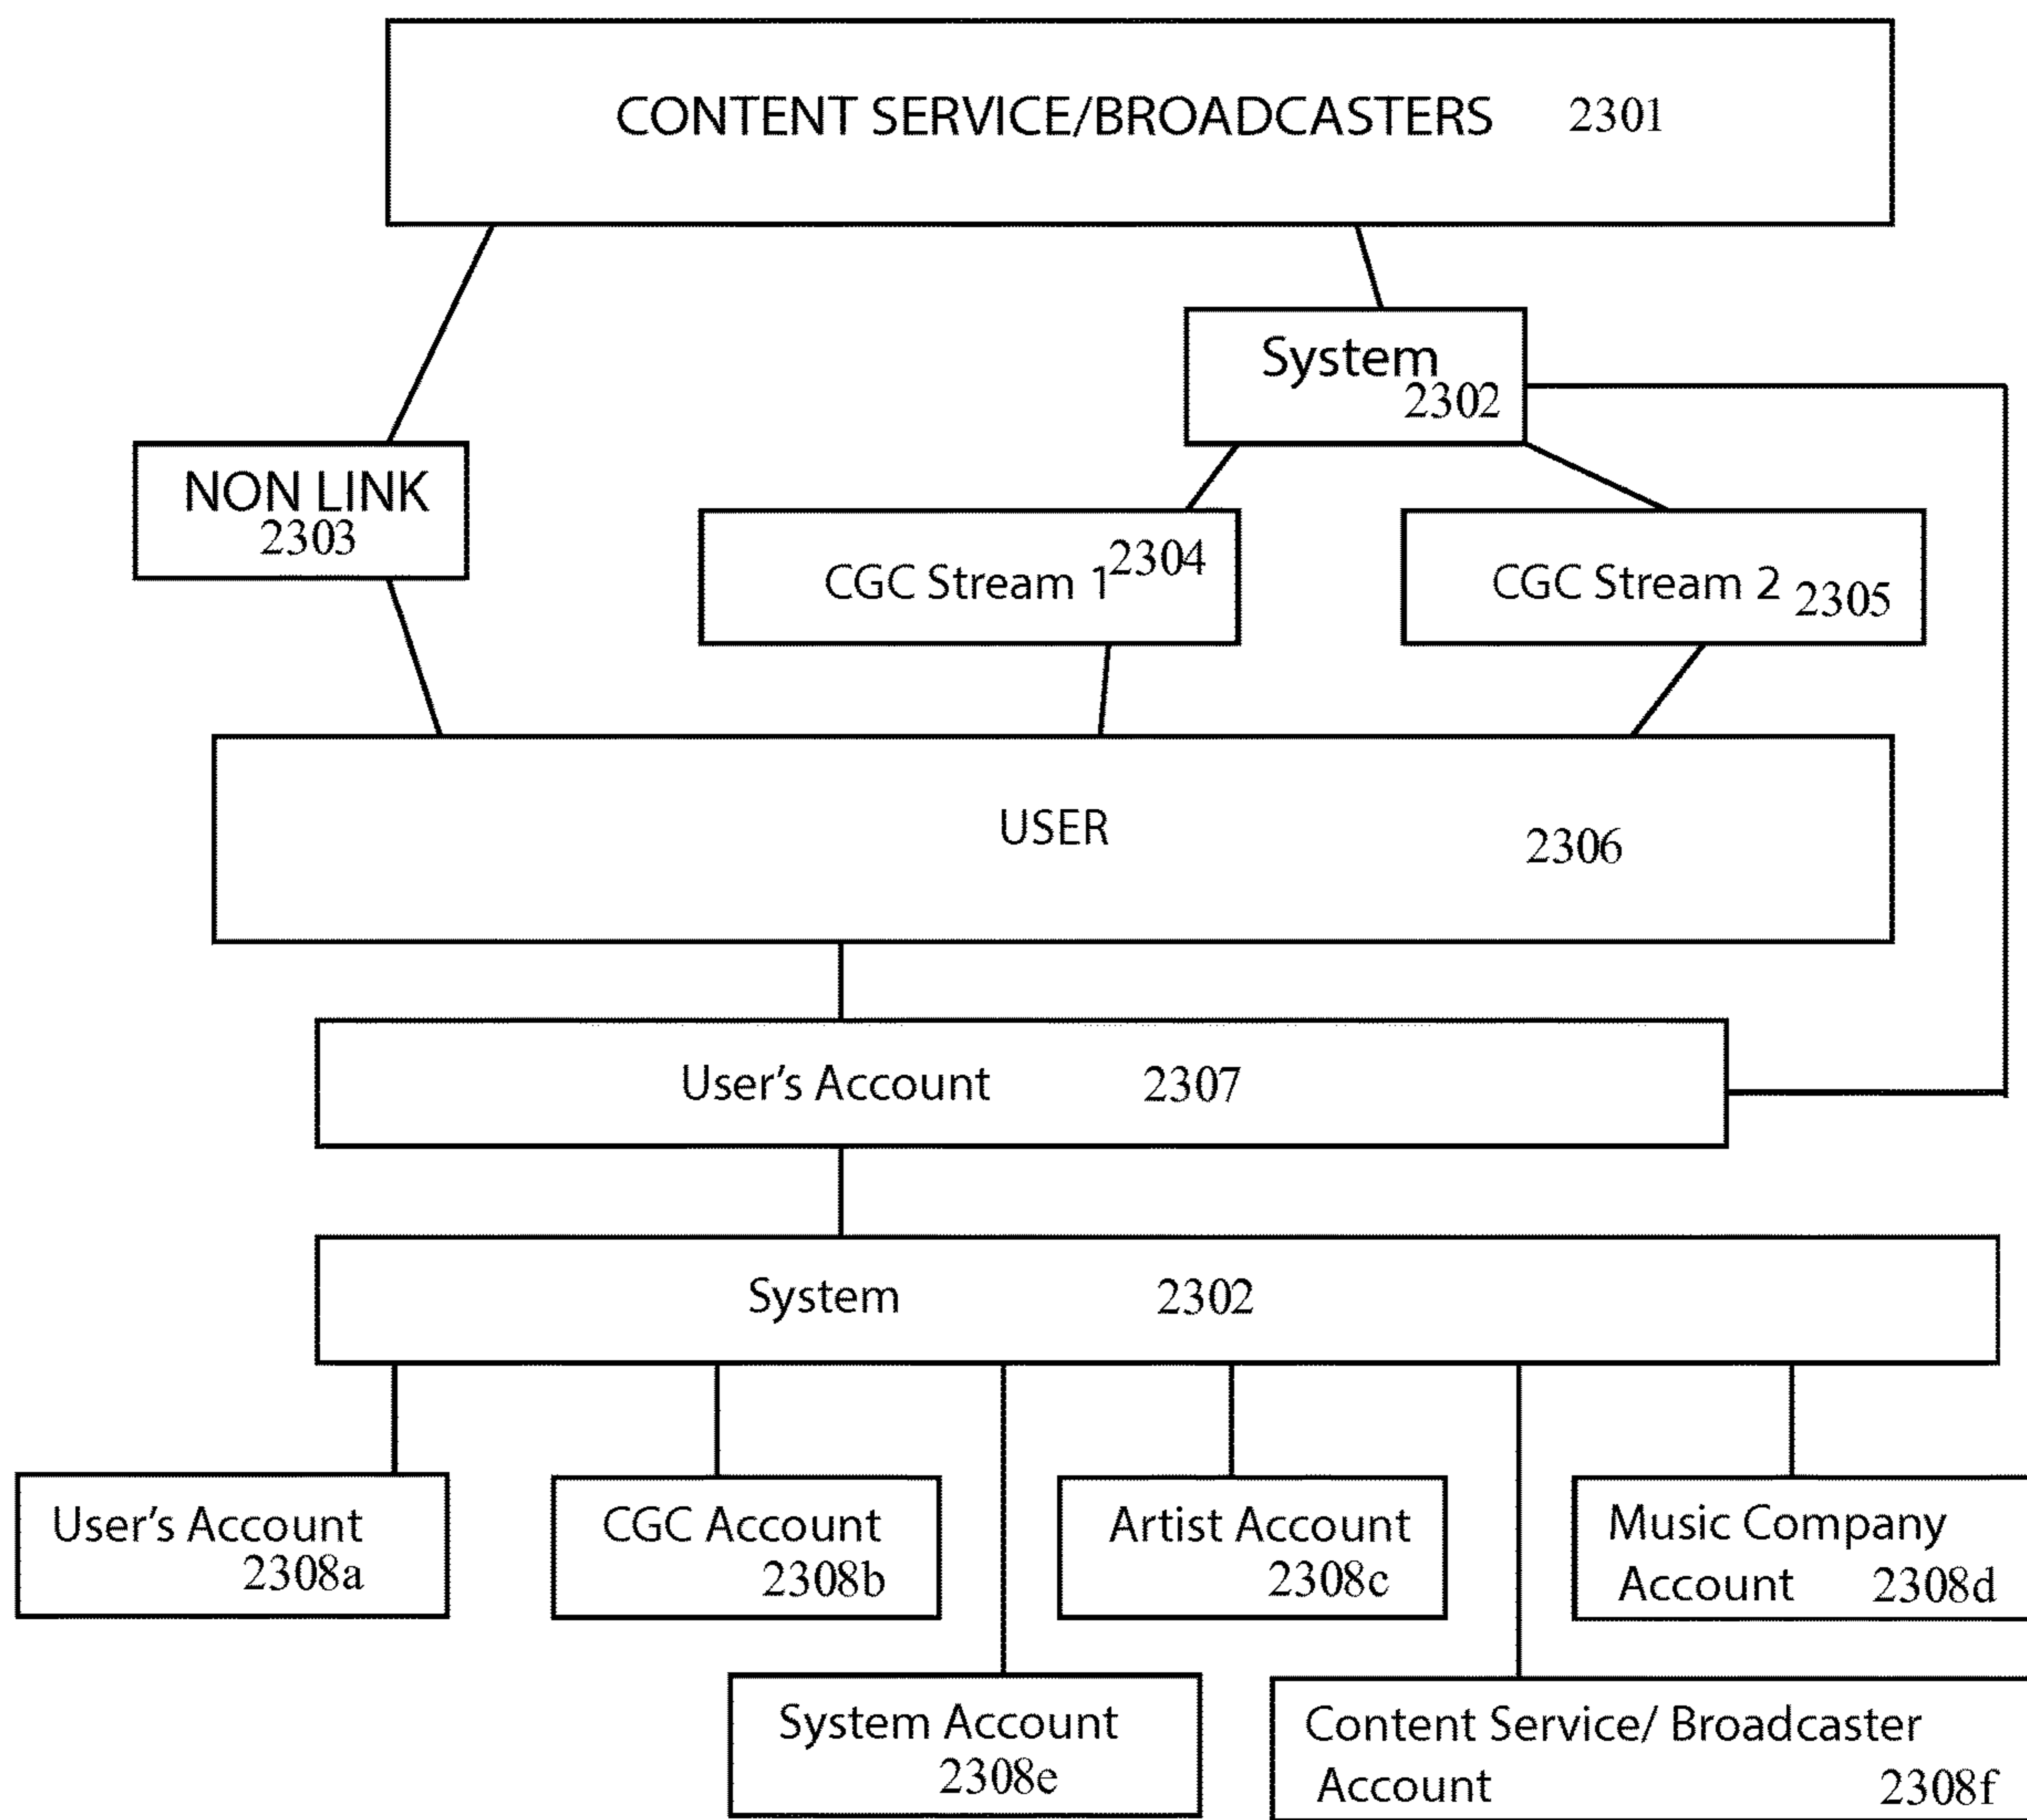 CONTENT SERVICE/BROADCASTERS 2301
System
2302
NON LINK
2303
CGC Stream 1 2304
CGC Stream 2 2305
USER 2306
User's Account 2307
System 2302
User's Account
2308a
CGC Account
2308b
Artist Account
2308c
Music Company
Account 2308d
System Account
2308e
Content Service/ Broadcaster
Account 2308f